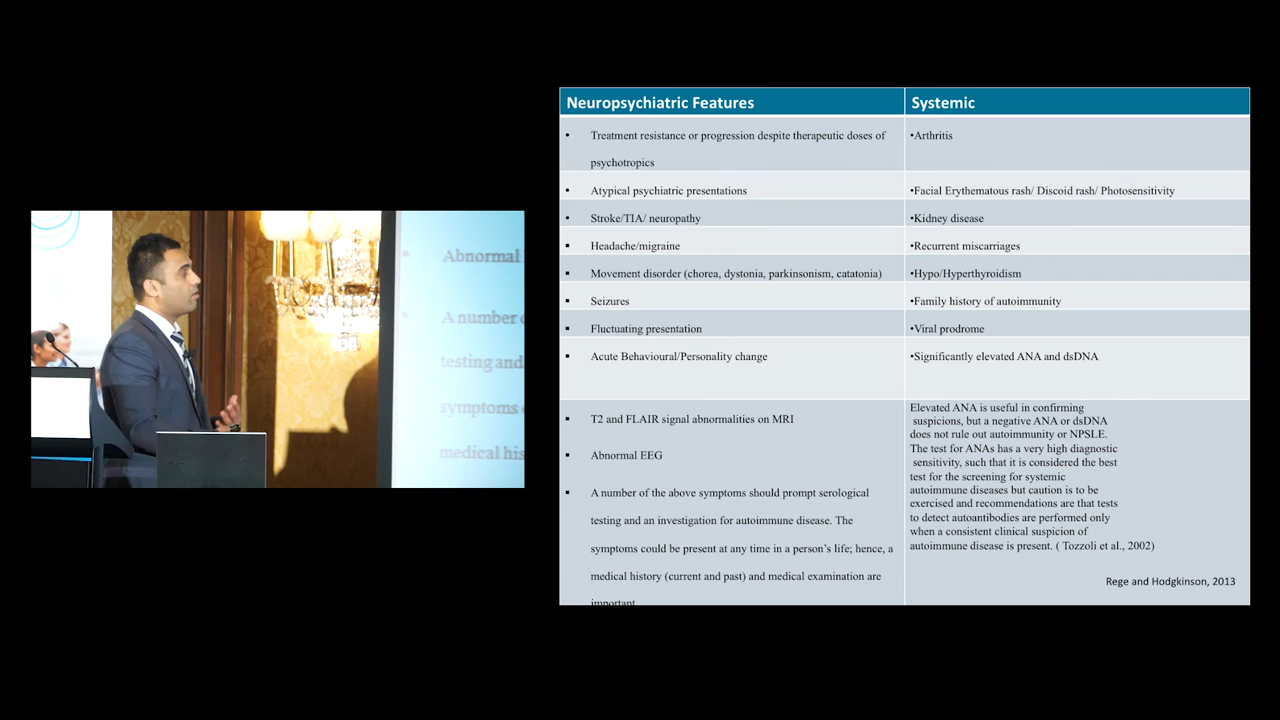 Abnormal
A number
testing and
symptoms
medical his
Neuropsychiatric Features
Systemic
• Treatment resistance or progression despite therapeutic doses of
psychotropics
•Arthritis
• Atypical psychiatric presentations
•Facial Erythematous rash/ Discoid rash/ Photosensitivity
• Stroke/TIA/ neuropathy
•Kidney disease
▪ Headache/migraine
•Recurrent miscarriages
▪ Movement disorder (chorea, dystonia, parkinsonism, catatonia)
•Hypo/Hyperthyroidism
▪ Seizures
•Family history of autoimmunity
▪ Fluctuating presentation
•Viral prodrome
▪ Acute Behavioural/Personality change
•Significantly elevated ANA and dsDNA
▪ T2 and FLAIR signal abnormalities on MRI
▪ Abnormal EEG
▪ A number of the above symptoms should prompt serological
testing and an investigation for autoimmune disease. The
symptoms could be present at any time in a person's life; hence, a
medical history (current and past) and medical examination are
important
Elevated ANA is useful in confirming
suspicions, but a negative ANA or dsDNA
does not rule out autoimmunity or NPSLE.
The test for ANAs has a very high diagnostic
sensitivity, such that it is considered the best
test for the screening for systemic
autoimmune diseases but caution is to be
exercised and recommendations are that tests
to detect autoantibodies are performed only
when a consistent clinical suspicion of
autoimmune disease is present. ( Tozzoli et al., 2002)
Rege and Hodgkinson, 2013